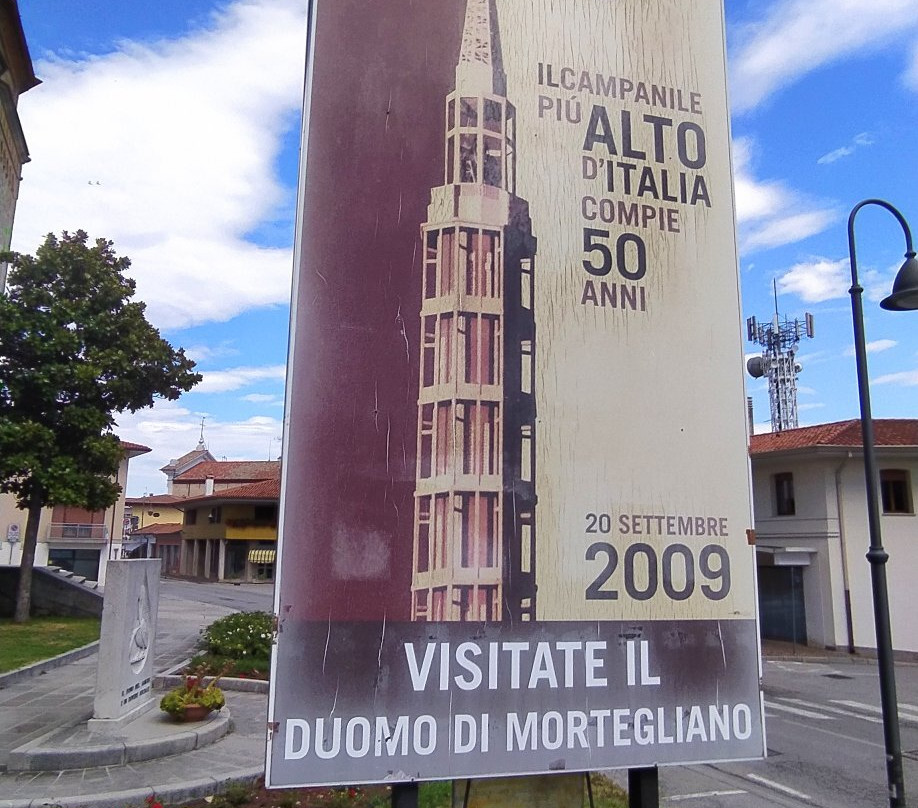 ILCAMPANILE
PIÚ ALTO
D'ITALIA
COMPIE
50
ANNI
20 SETTEMBRE
2009
VISITATE IL
DUOMO DI MORTEGLIANO